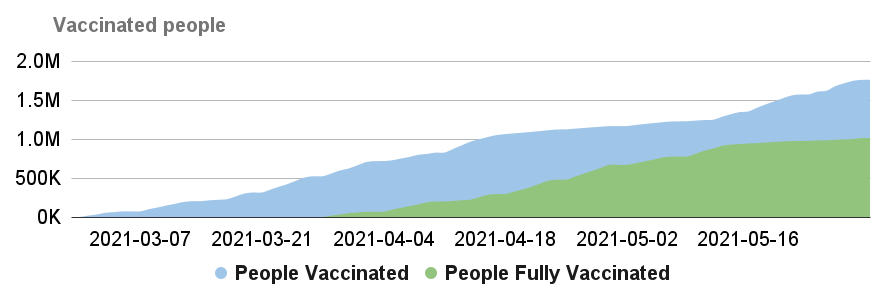 Vaccinated people
2.0M
1.5M
1.0M
500K
0K
2021-03-07 2021-03-21 2021-04-04 2021-04-18 2021-05-02 2021-05-16
People Vaccinated People Fully Vaccinated